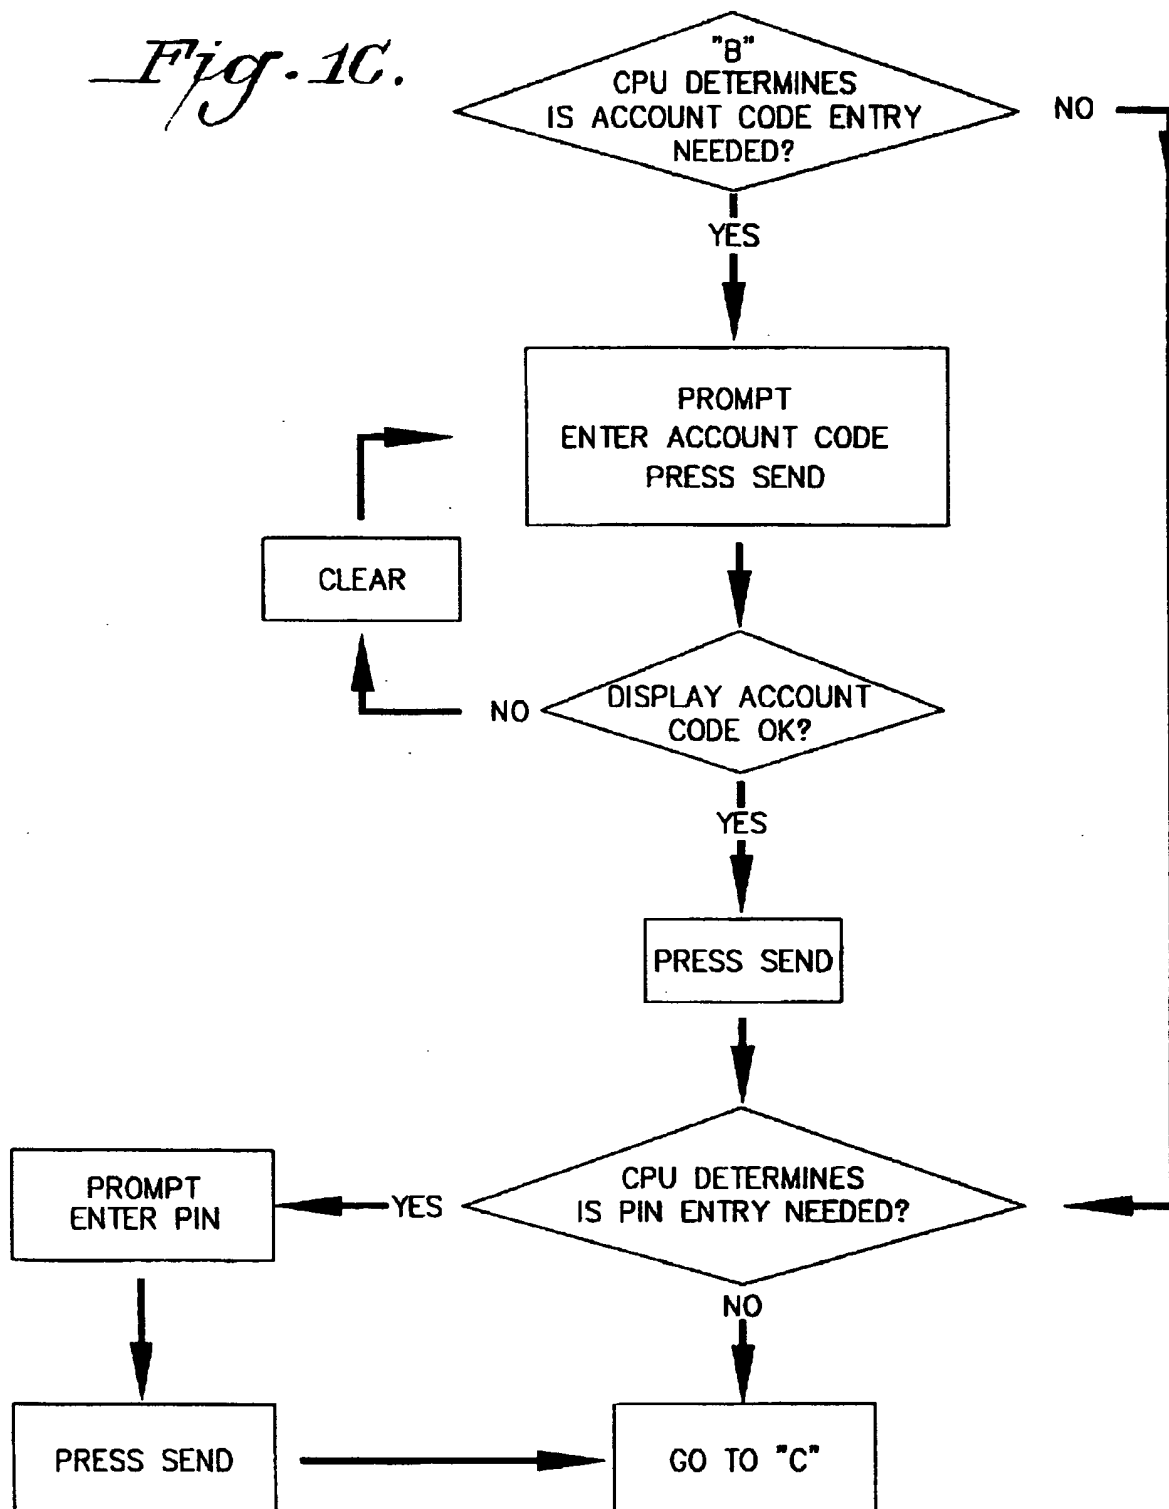 Fig. 1C.
"B"
CPU DETERMINES
IS ACCOUNT CODE ENTRY
NEEDED?
NO
YES
PROMPT
ENTER ACCOUNT CODE
PRESS SEND
CLEAR
NO
DISPLAY ACCOUNT
CODE OK?
YES
PRESS SEND
CPU DETERMINES
IS PIN ENTRY NEEDED?
YES
PROMPT
ENTER PIN
NO
PRESS SEND
GO TO "C"